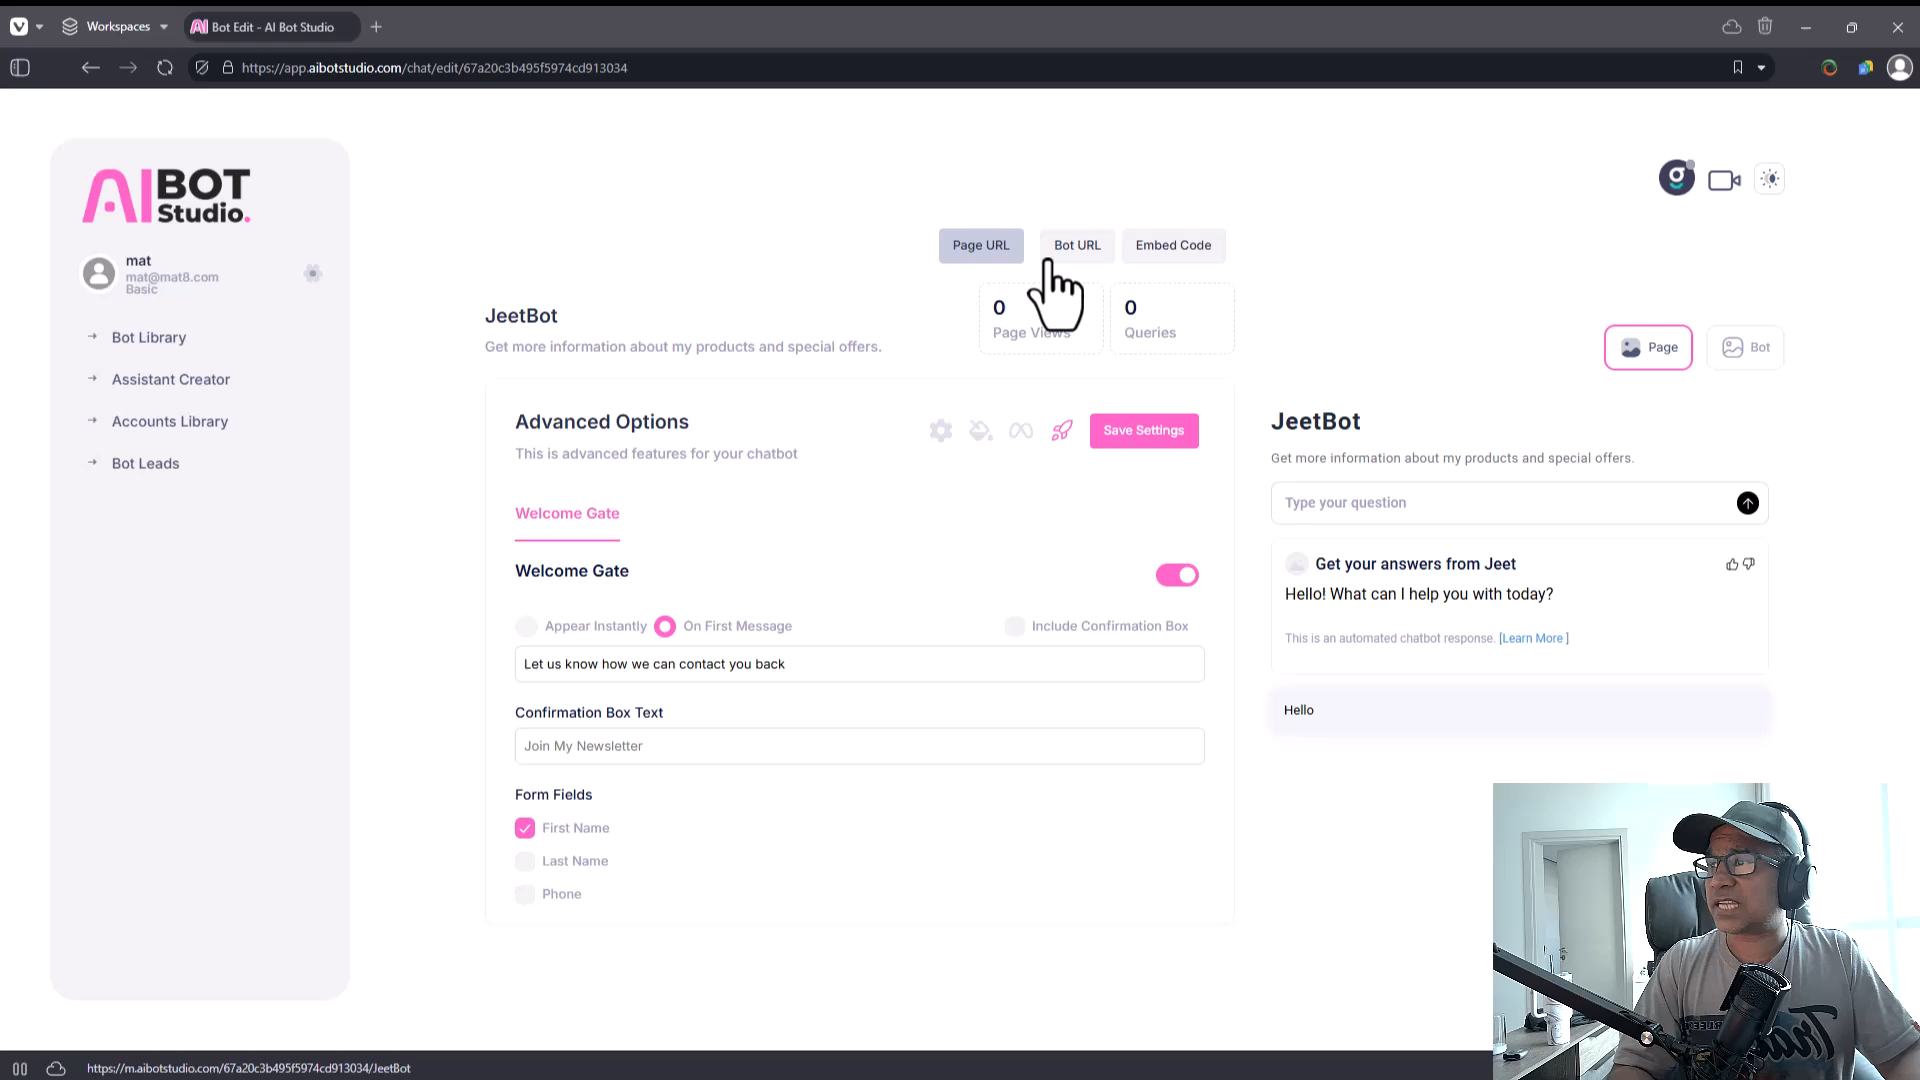 Workspaces
Bot Edit - AI Bot Studio
https://app.aibotstudio.com/chat/edit/67a20c3b495f5974cd913034
AI BOT
Studio.
mat
mat@mat8.com
Basic
Bot Library
Assistant Creator
Accounts Library
Bot Leads
Page URL
Bot URL
Embed Code
JeetBot
Get more information about my products and special offers.
0
Page Views
0
Queries
Advanced Options
This is advanced features for your chatbot
Save Settings
Welcome Gate
Welcome Gate
Appear Instantly
On First Message
Include Confirmation Box
Let us know how we can contact you back
Confirmation Box Text
Join My Newsletter
Form Fields
First Name
Last Name
Phone
Page
Bot
JeetBot
Get more information about my products and special offers.
Type your question
Get your answers from Jeet
Hello! What can I help you with today?
This is an automated chatbot response. [Learn More ]
Hello
https://m.aibotstudio.com/67a20c3b495f5974cd913034/JeetBot